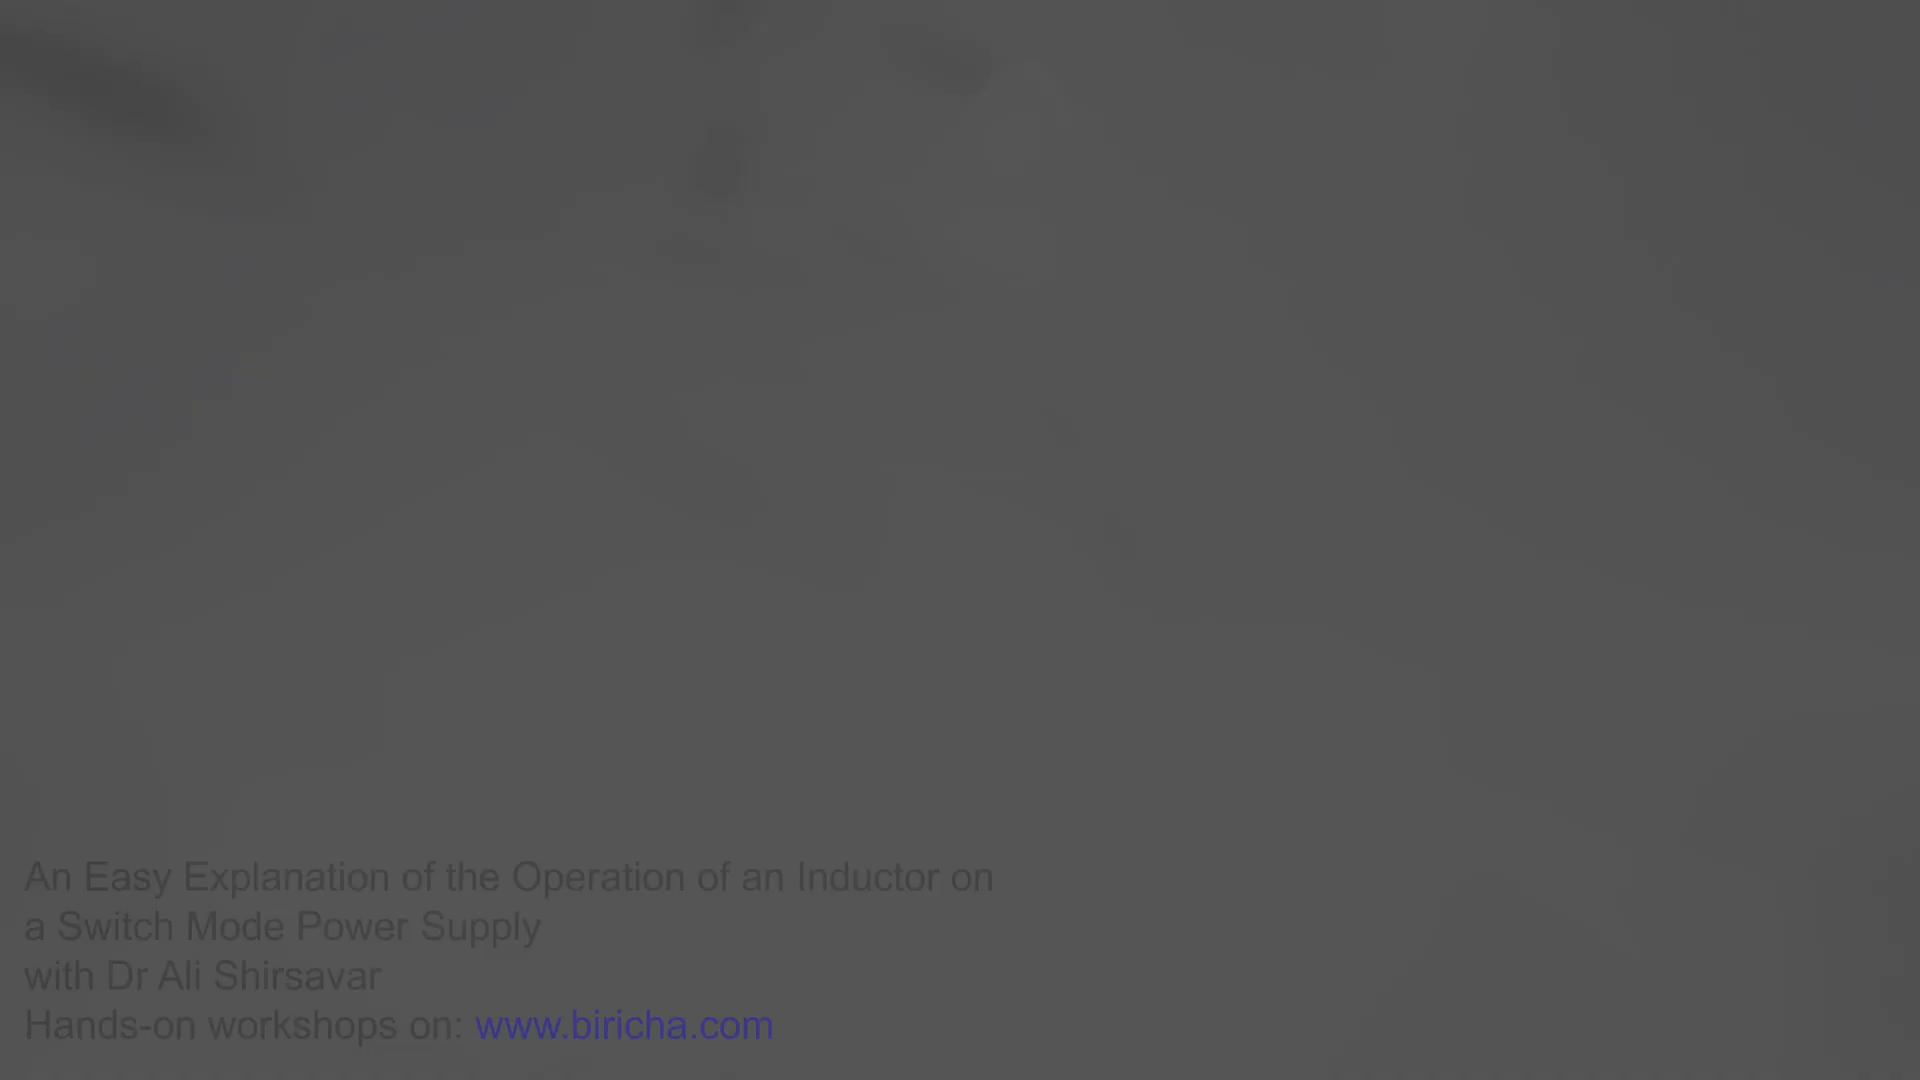 An Easy Explanation of the Operation of an Inductor on
a Switch Mode Power Supply
with Dr Ali Shirsavar
Hands-on workshops on: www.biricha.com